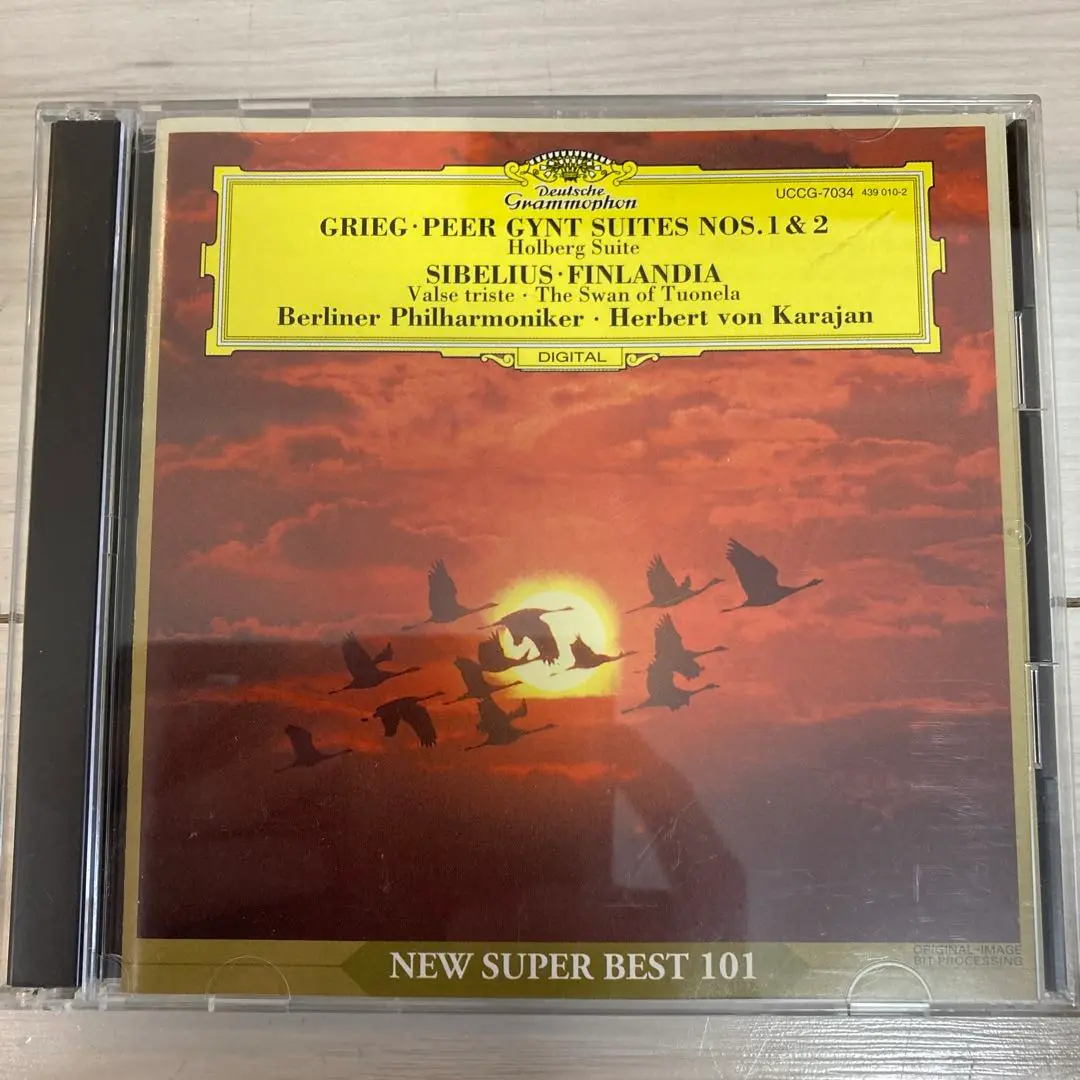 Deutsche
Grammophon
UCCG-7034 439 010-2
GRIEG·PEER GYNT SUITES NOS. 1 & 2
Holberg Suite
SIBELIUS·FINLANDIA
Valse triste · The Swan of Tuonela
Berliner Philharmoniker · Herbert von Karajan
DIGITAL
NEW SUPER BEST 101
ORIGINAL-IMAGE
BIT-PROCESSING